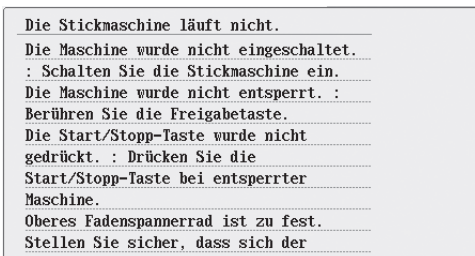 Die Stickmaschine läuft nicht.
Die Maschine wurde nicht eingeschaltet.
: Schalten Sie die Stickmaschine ein.
Die Maschine wurde nicht entsperrt. :
Berühren Sie die Freigabetaste.
Die Start/Stopp-Taste wurde nicht
gedrückt. : Drücken Sie die
Start/Stopp-Taste bei entsperrter
Maschine.
Oberes Fadenspannerrad ist zu fest.
Stellen Sie sicher, dass sich der